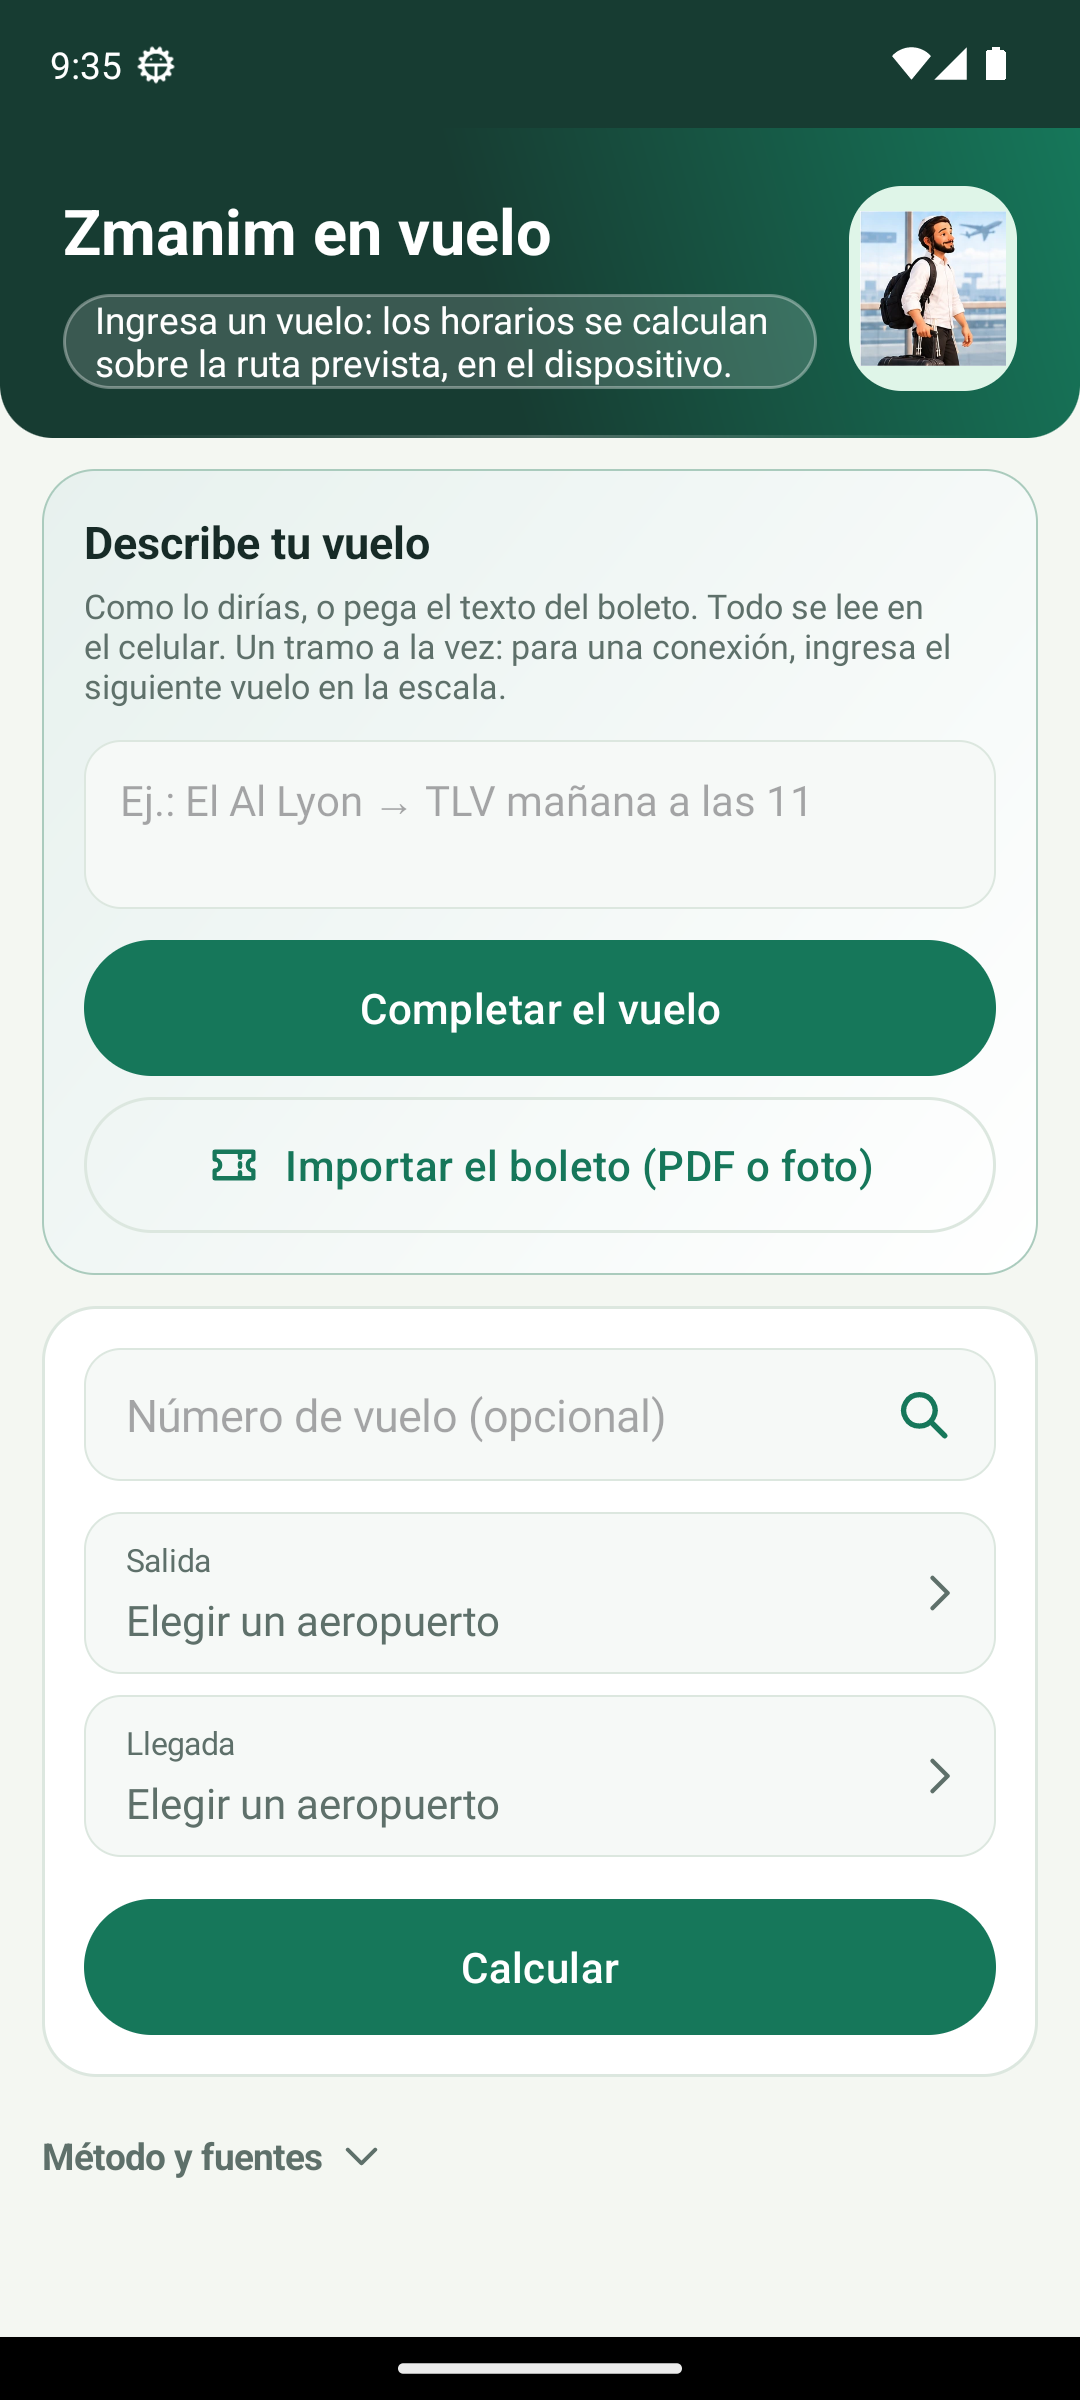 9:35
Zmanim en vuelo
Ingresa un vuelo: los horarios se calculan
sobre la ruta prevista, en el dispositivo.
Describe tu vuelo
Como lo dirías, o pega el texto del boleto. Todo se lee en
el celular. Un tramo a la vez: para una conexión, ingresa el
siguiente vuelo en la escala.
Ej.: El Al Lyon → TLV mañana a las 11
Completar el vuelo
Importar el boleto (PDF o foto)
Número de vuelo (opcional)
Salida
Elegir un aeropuerto
Llegada
Elegir un aeropuerto
Calcular
Método y fuentes